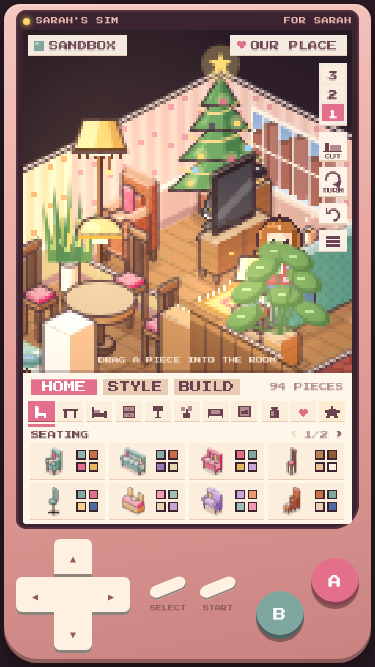 SARAH'S SIM
FOR SARAH
SANDBOX
♥ OUR PLACE
3
2
1
CUT
TURN
DRAG A PIECE INTO THE ROOM
HOME STYLE BUILD 94 PIECES
SEATING
‹ 1/2 ›
SELECT START
B
A